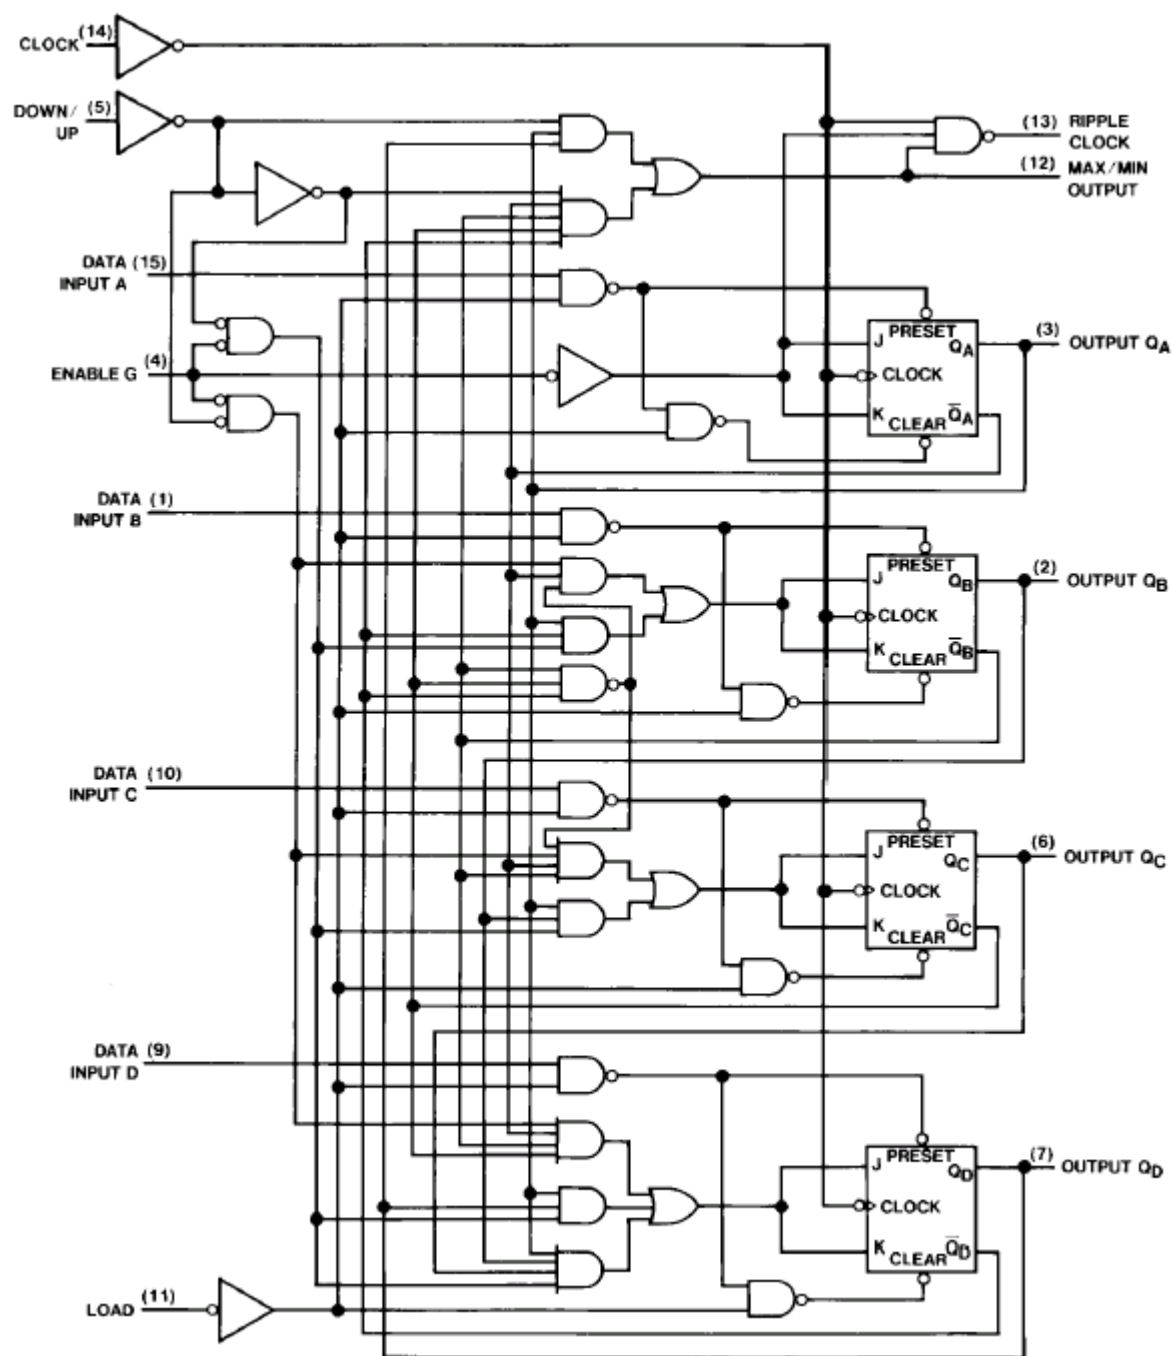 CLOCK (14)
DOWN/ (5)
UP
(13) RIPPLE
CLOCK
(12) MAX/MIN
OUTPUT
DATA (15)
INPUT A
PRESET
J
QA
(3) OUTPUT QA
CLOCK
(4)
ENABLE G
K
CLEAR
Q̅A
DATA (1)
INPUT B
PRESET
J
QB
(2) OUTPUT QB
CLOCK
K
CLEAR
Q̅B
DATA (10)
INPUT C
PRESET
J
QC
(6) OUTPUT QC
CLOCK
K
CLEAR
Q̅C
DATA (9)
INPUT D
PRESET
J
QD
(7) OUTPUT QD
CLOCK
K
CLEAR
Q̅D
LOAD (11)